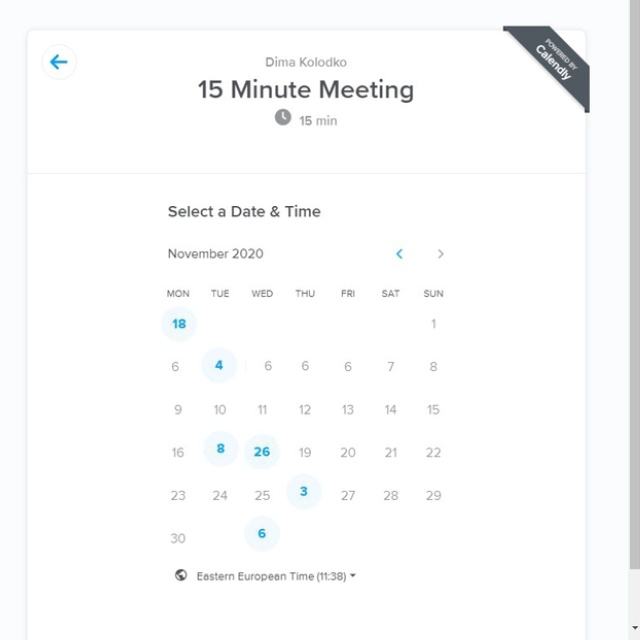 POWERED BY
Calendly
Dima Kolodko
15 Minute Meeting
15 min
Select a Date & Time
November 2020
MON TUE WED THU FRI SAT SUN
18 1
6 4 6 6 6 7 8
9 10 11 12 13 14 15
16 8 26 19 20 21 22
23 24 25 3 27 28 29
30 6
Eastern European Time (11:38)